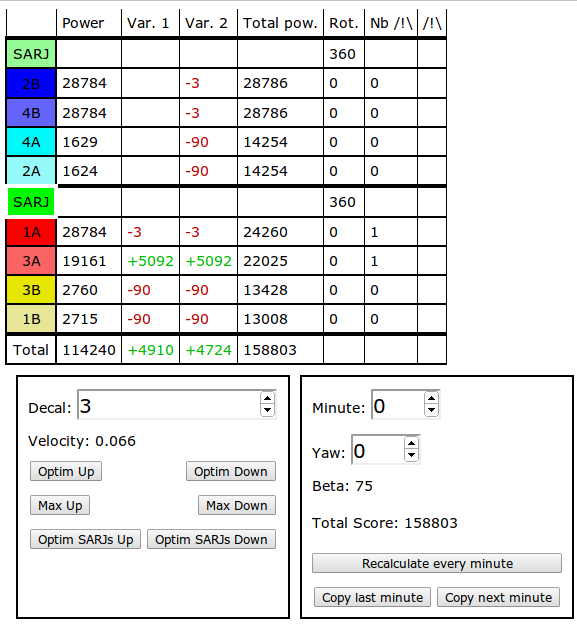 Power Var. 1 Var. 2 Total pow. Rot. Nb /!\ /!\
SARJ 360
2B 28784 -3 28786 0 0
4B 28784 -3 28786 0 0
4A 1629 -90 14254 0 0
2A 1624 -90 14254 0 0
SARJ 360
1A 28784 -3 -3 24260 0 1
3A 19161 +5092 +5092 22025 0 1
3B 2760 -90 -90 13428 0 0
1B 2715 -90 -90 13008 0 0
Total 114240 +4910 +4724 158803
Decal: 3
Velocity: 0.066
Optim Up Optim Down
Max Up Max Down
Optim SARJs Up Optim SARJs Down
Minute: 0
Yaw: 0
Beta: 75
Total Score: 158803
Recalculate every minute
Copy last minute Copy next minute